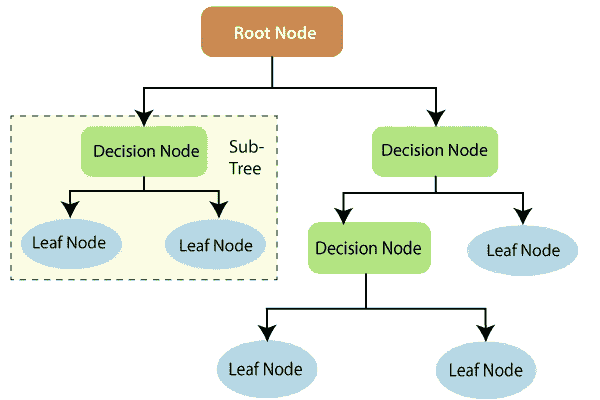 Root Node
Decision Node
Sub-
Tree
Decision Node
Leaf Node
Leaf Node
Decision Node
Leaf Node
Leaf Node
Leaf Node